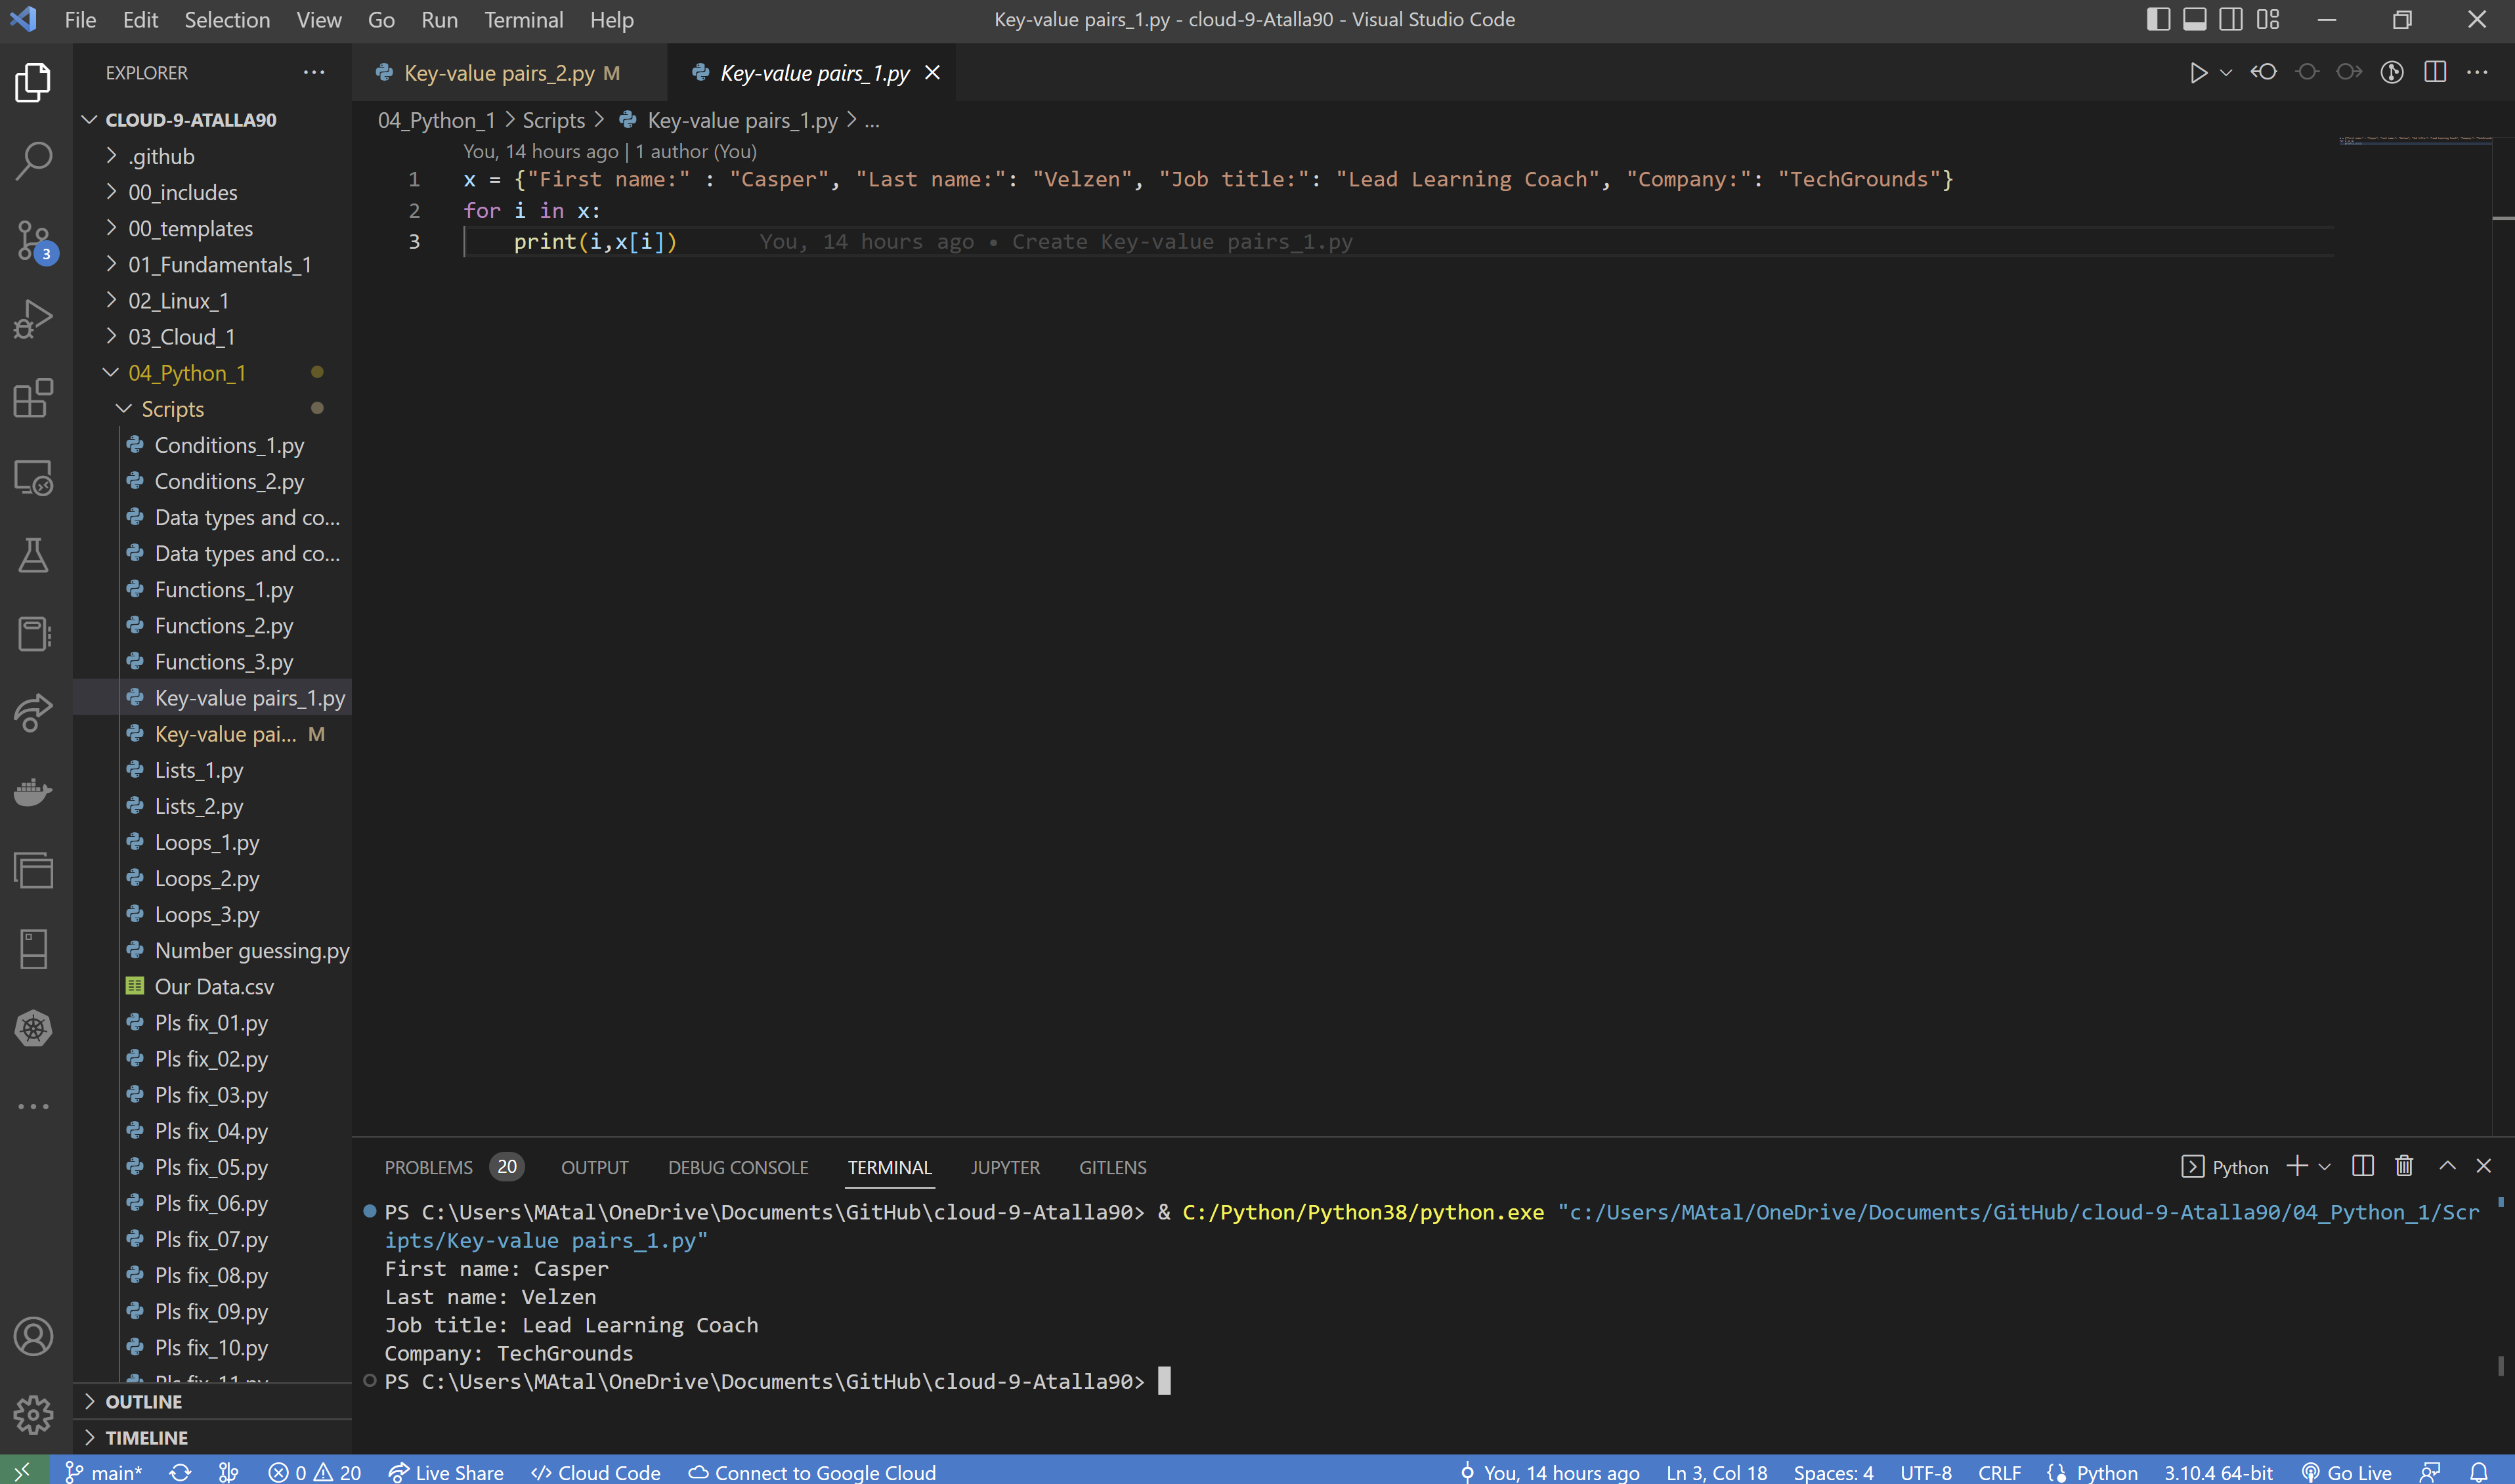 File Edit Selection View Go Run Terminal Help
Key-value pairs_1.py - cloud-9-Atalla90 - Visual Studio Code
EXPLORER
CLOUD-9-ATALLA90
.github
00_includes
00_templates
01_Fundamentals_1
02_Linux_1
03_Cloud_1
04_Python_1
Scripts
Conditions_1.py
Conditions_2.py
Data types and co...
Data types and co...
Functions_1.py
Functions_2.py
Functions_3.py
Key-value pairs_1.py
Key-value pai... M
Lists_1.py
Lists_2.py
Loops_1.py
Loops_2.py
Loops_3.py
Number guessing.py
Our Data.csv
Pls fix_01.py
Pls fix_02.py
Pls fix_03.py
Pls fix_04.py
Pls fix_05.py
Pls fix_06.py
Pls fix_07.py
Pls fix_08.py
Pls fix_09.py
Pls fix_10.py
Pls fix_11.py
OUTLINE
TIMELINE
3
Key-value pairs_2.py M
Key-value pairs_1.py
04_Python_1 > Scripts > Key-value pairs_1.py > ...
You, 14 hours ago | 1 author (You)
1 x = {"First name:" : "Casper", "Last name:": "Velzen", "Job title:": "Lead Learning Coach", "Company:": "TechGrounds"}
2 for i in x:
3 print(i,x[i]) You, 14 hours ago • Create Key-value pairs_1.py
PROBLEMS 20 OUTPUT DEBUG CONSOLE TERMINAL JUPYTER GITLENS
Python
PS C:\Users\MAtal\OneDrive\Documents\GitHub\cloud-9-Atalla90> & C:/Python/Python38/python.exe "c:/Users/MAtal/OneDrive/Documents/GitHub/cloud-9-Atalla90/04_Python_1/Scr
ipts/Key-value pairs_1.py"
First name: Casper
Last name: Velzen
Job title: Lead Learning Coach
Company: TechGrounds
PS C:\Users\MAtal\OneDrive\Documents\GitHub\cloud-9-Atalla90>
main* 0 20 Live Share Cloud Code Connect to Google Cloud You, 14 hours ago Ln 3, Col 18 Spaces: 4 UTF-8 CRLF Python 3.10.4 64-bit Go Live